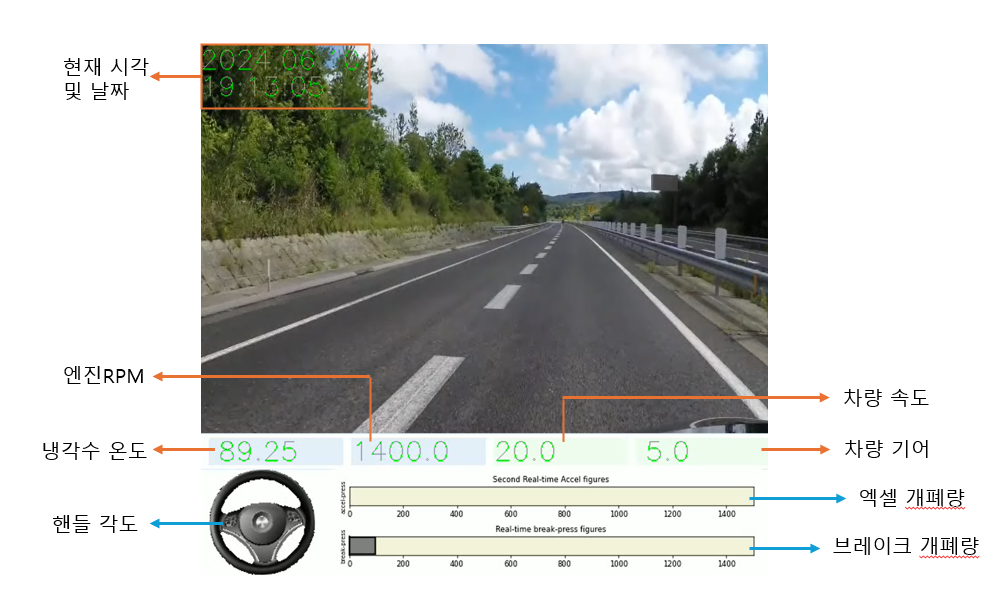 현재 시각
및 날짜
2024.06.10
19:13:05
엔진RPM
차량 속도
냉각수 온도
89.25
1400.0
20.0
5.0
차량 기어
핸들 각도
Second Real-time Accel figures
accel-press
0 200 400 600 800 1000 1200 1400
엑셀 개폐량
Real-time break-press figures
break-press
0 200 400 600 800 1000 1200 1400
브레이크 개폐량